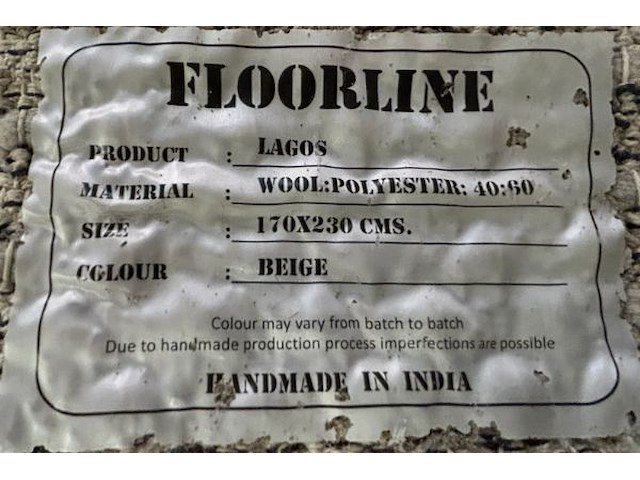 FLOORLINE
PRODUCT : LAGOS
MATERIAL : WOOL:POLYESTER: 40:60
SIZE : 170X230 CMS.
COLOUR : BEIGE
Colour may vary from batch to batch
Due to handmade production process imperfections are possible
HANDMADE IN INDIA